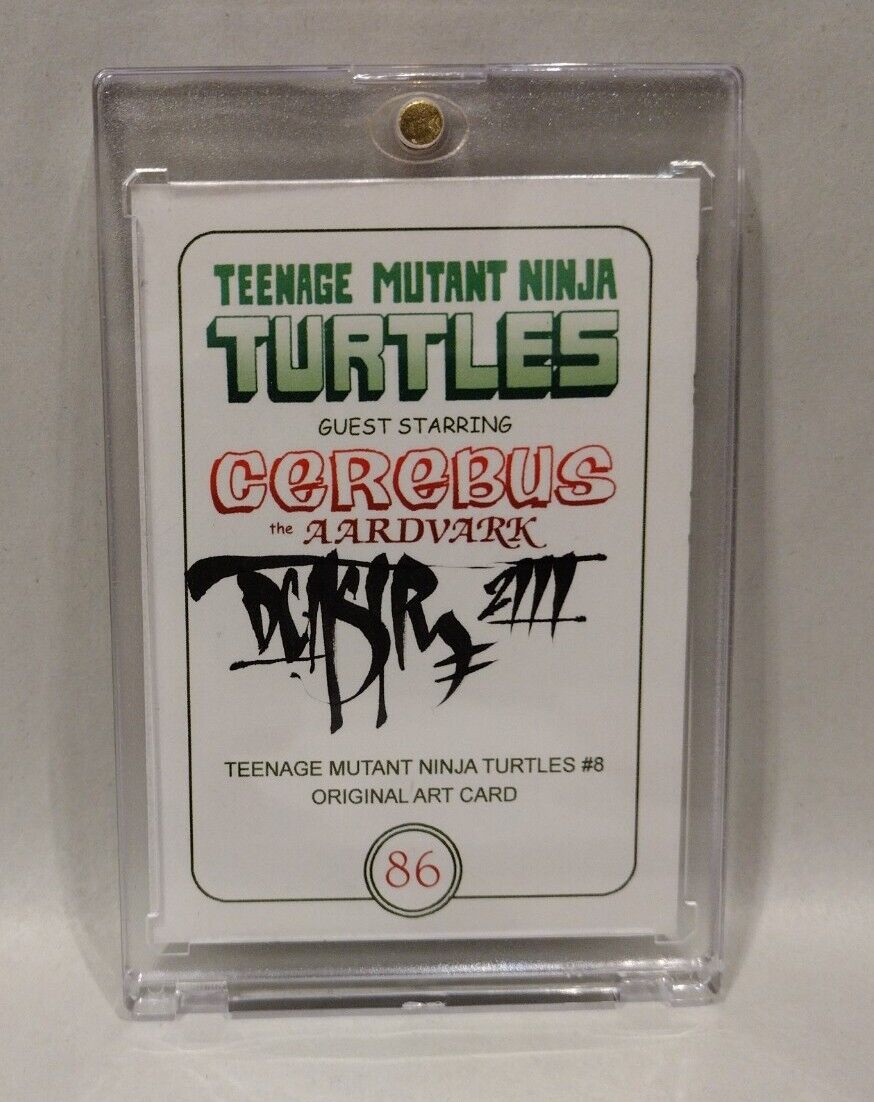 TEENAGE MUTANT NINJA
TURTLES
GUEST STARRING
CEREBUS
the AARDVARK
TEENAGE MUTANT NINJA TURTLES #8
ORIGINAL ART CARD
86